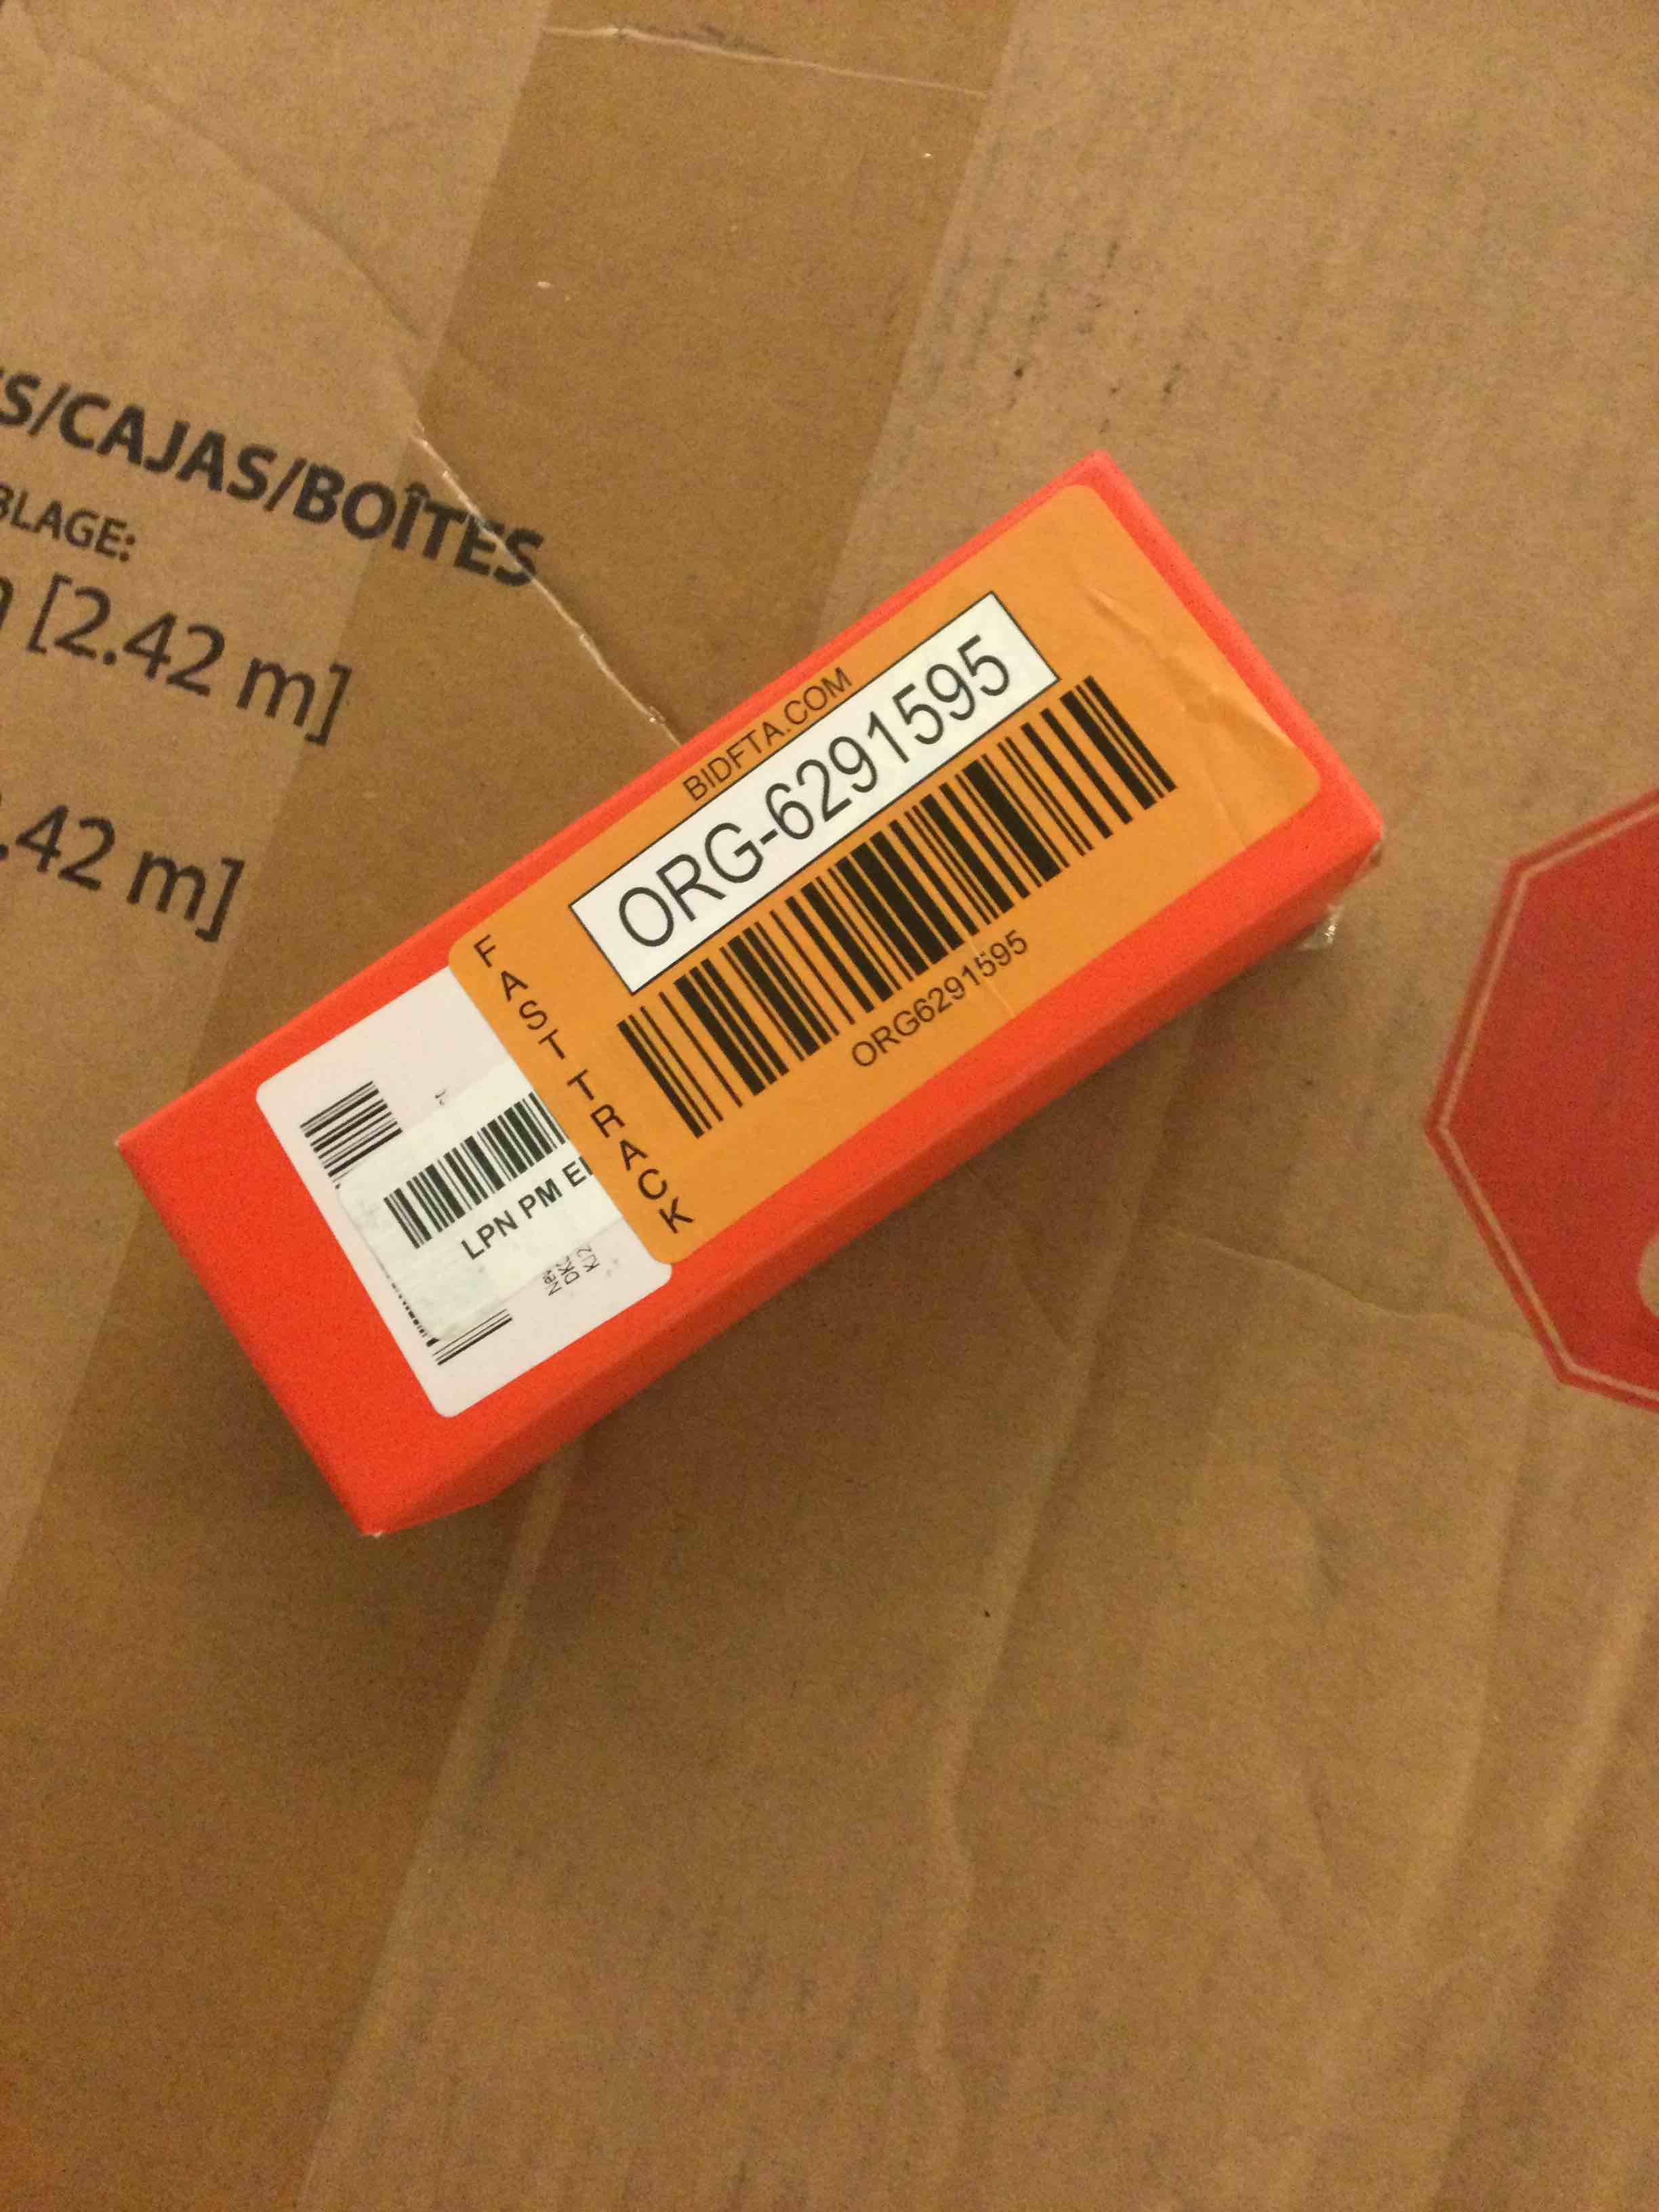 S/CAJAS/BOÎTES
BLAGE:
[2.42 m]
.42 m]
BIDFTA.COM
ORG-6291595
ORG6291595
FAST TRACK
LPN PM